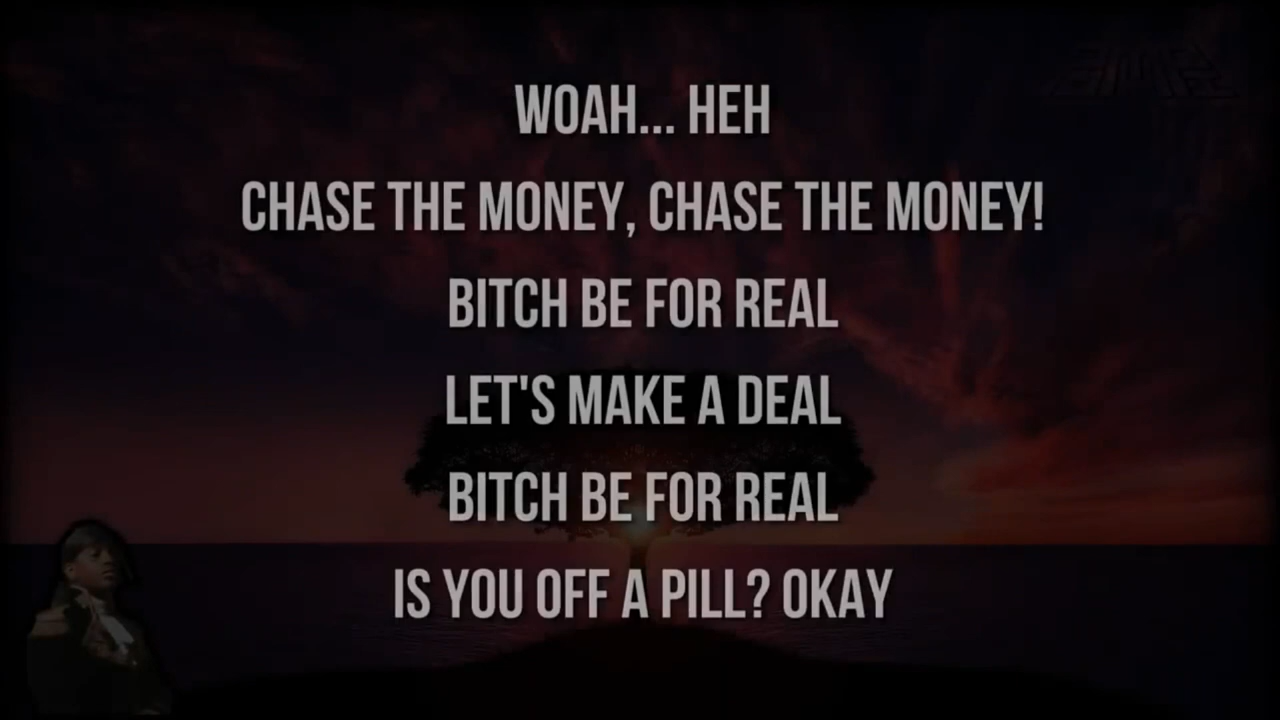 WOAH... HEH
CHASE THE MONEY, CHASE THE MONEY!
BITCH BE FOR REAL
LET'S MAKE A DEAL
BITCH BE FOR REAL
IS YOU OFF A PILL? OKAY